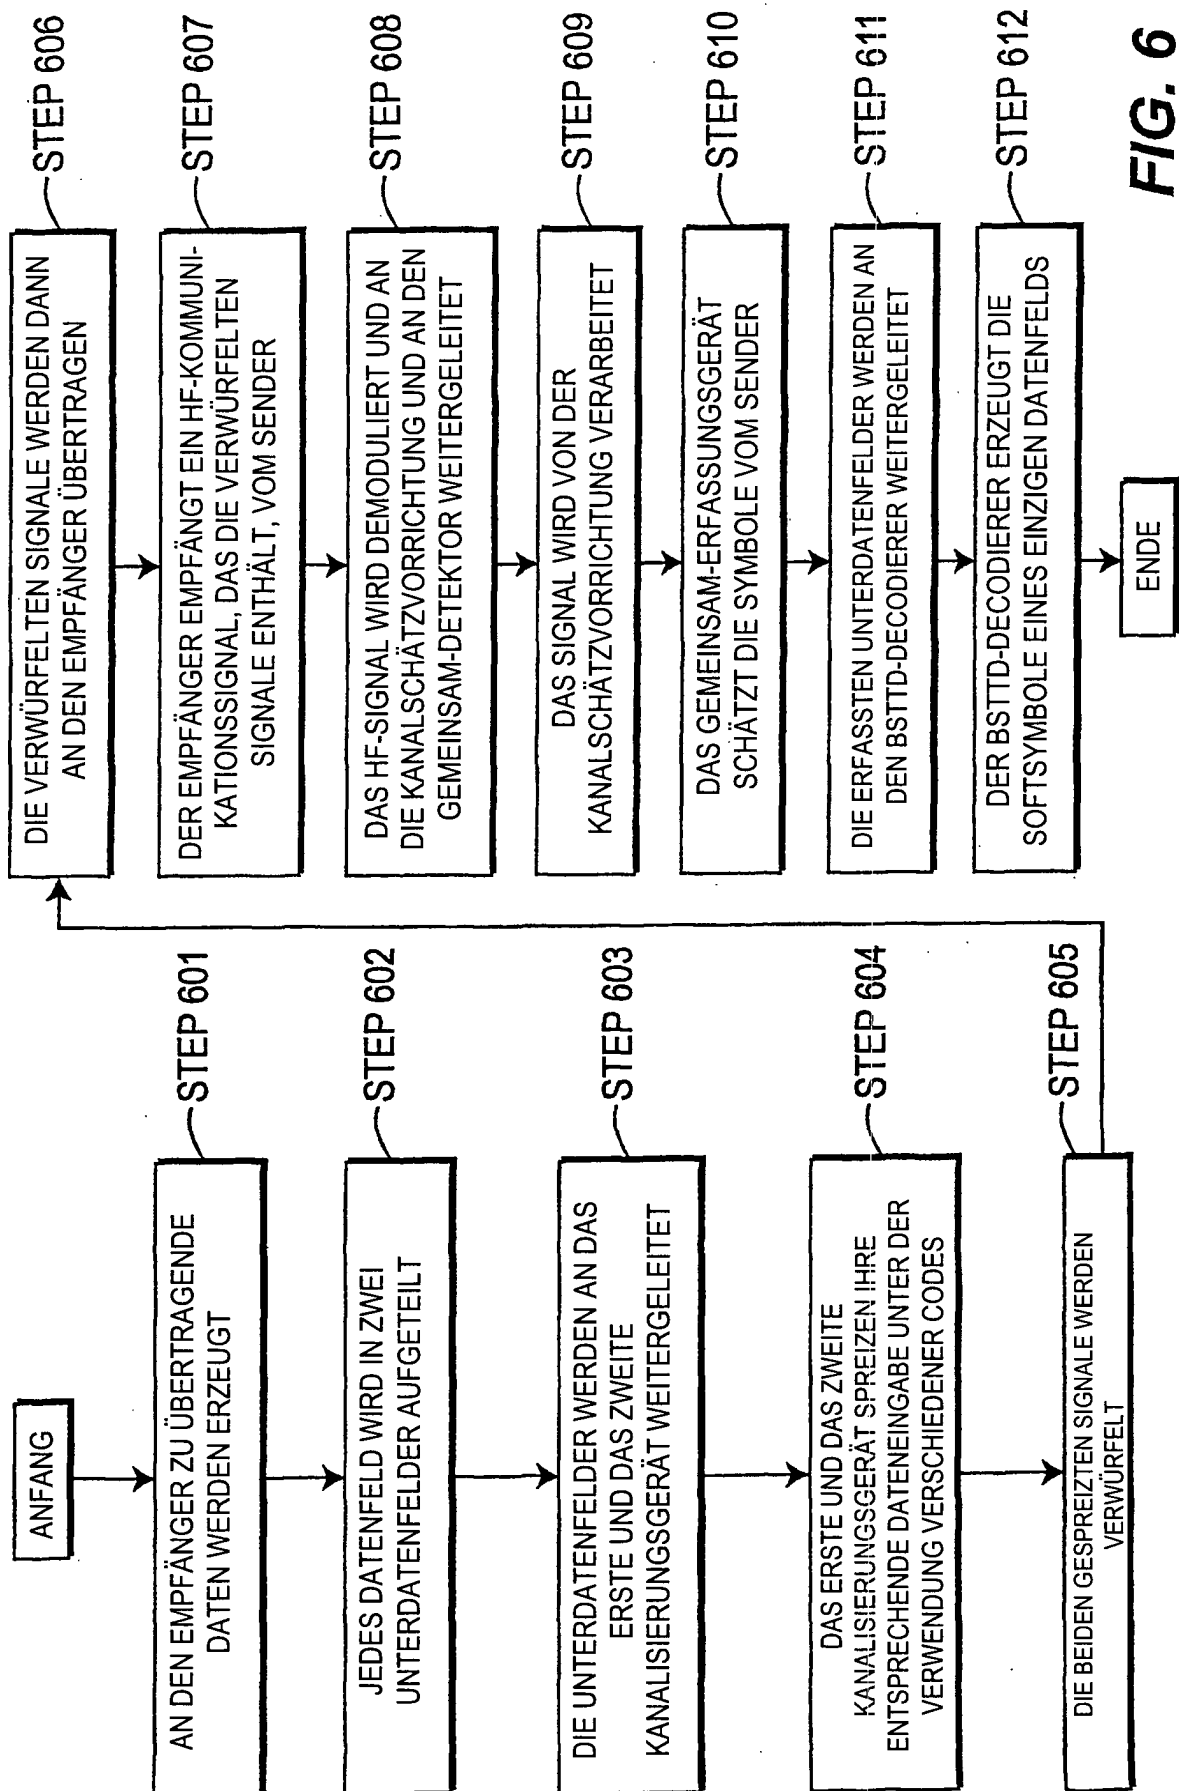 ANFANG
AN DEN EMPFÄNGER ZU ÜBERTRAGENDE
DATEN WERDEN ERZEUGT
STEP 601
JEDES DATENFELD WIRD IN ZWEI
UNTERDATENFELDER AUFGETEILT
STEP 602
DIE UNTERDATENFELDER WERDEN AN DAS
ERSTE UND DAS ZWEITE
KANALISIERUNGSGERÄT WEITERGELEITET
STEP 603
DAS ERSTE UND DAS ZWEITE
KANALISIERUNGSGERÄT SPREIZEN IHRE
ENTSPRECHENDE DATENEINGABE UNTER DER
VERWENDUNG VERSCHIEDENER CODES
STEP 604
DIE BEIDEN GESPREIZTEN SIGNALE WERDEN
VERWÜRFELT
STEP 605
DIE VERWÜRFELTEN SIGNALE WERDEN DANN
AN DEN EMPFÄNGER ÜBERTRAGEN
STEP 606
DER EMPFÄNGER EMPFÄNGT EIN HF-KOMMUNI-
KATIONSSIGNAL, DAS DIE VERWÜRFELTEN
SIGNALE ENTHÄLT, VOM SENDER
STEP 607
DAS HF-SIGNAL WIRD DEMODULIERT UND AN
DIE KANALSCHÄTZVORRICHTUNG UND AN DEN
GEMEINSAM-DETEKTOR WEITERGELEITET
STEP 608
DAS SIGNAL WIRD VON DER
KANALSCHÄTZVORRICHTUNG VERARBEITET
STEP 609
DAS GEMEINSAM-ERFASSUNGSGERÄT
SCHÄTZT DIE SYMBOLE VOM SENDER
STEP 610
DIE ERFASSTEN UNTERDATENFELDER WERDEN AN
DEN BSTTD-DECODIERER WEITERGELEITET
STEP 611
DER BSTTD-DECODIERER ERZEUGT DIE
SOFTSYMBOLE EINES EINZIGEN DATENFELDS
STEP 612
ENDE
FIG. 6